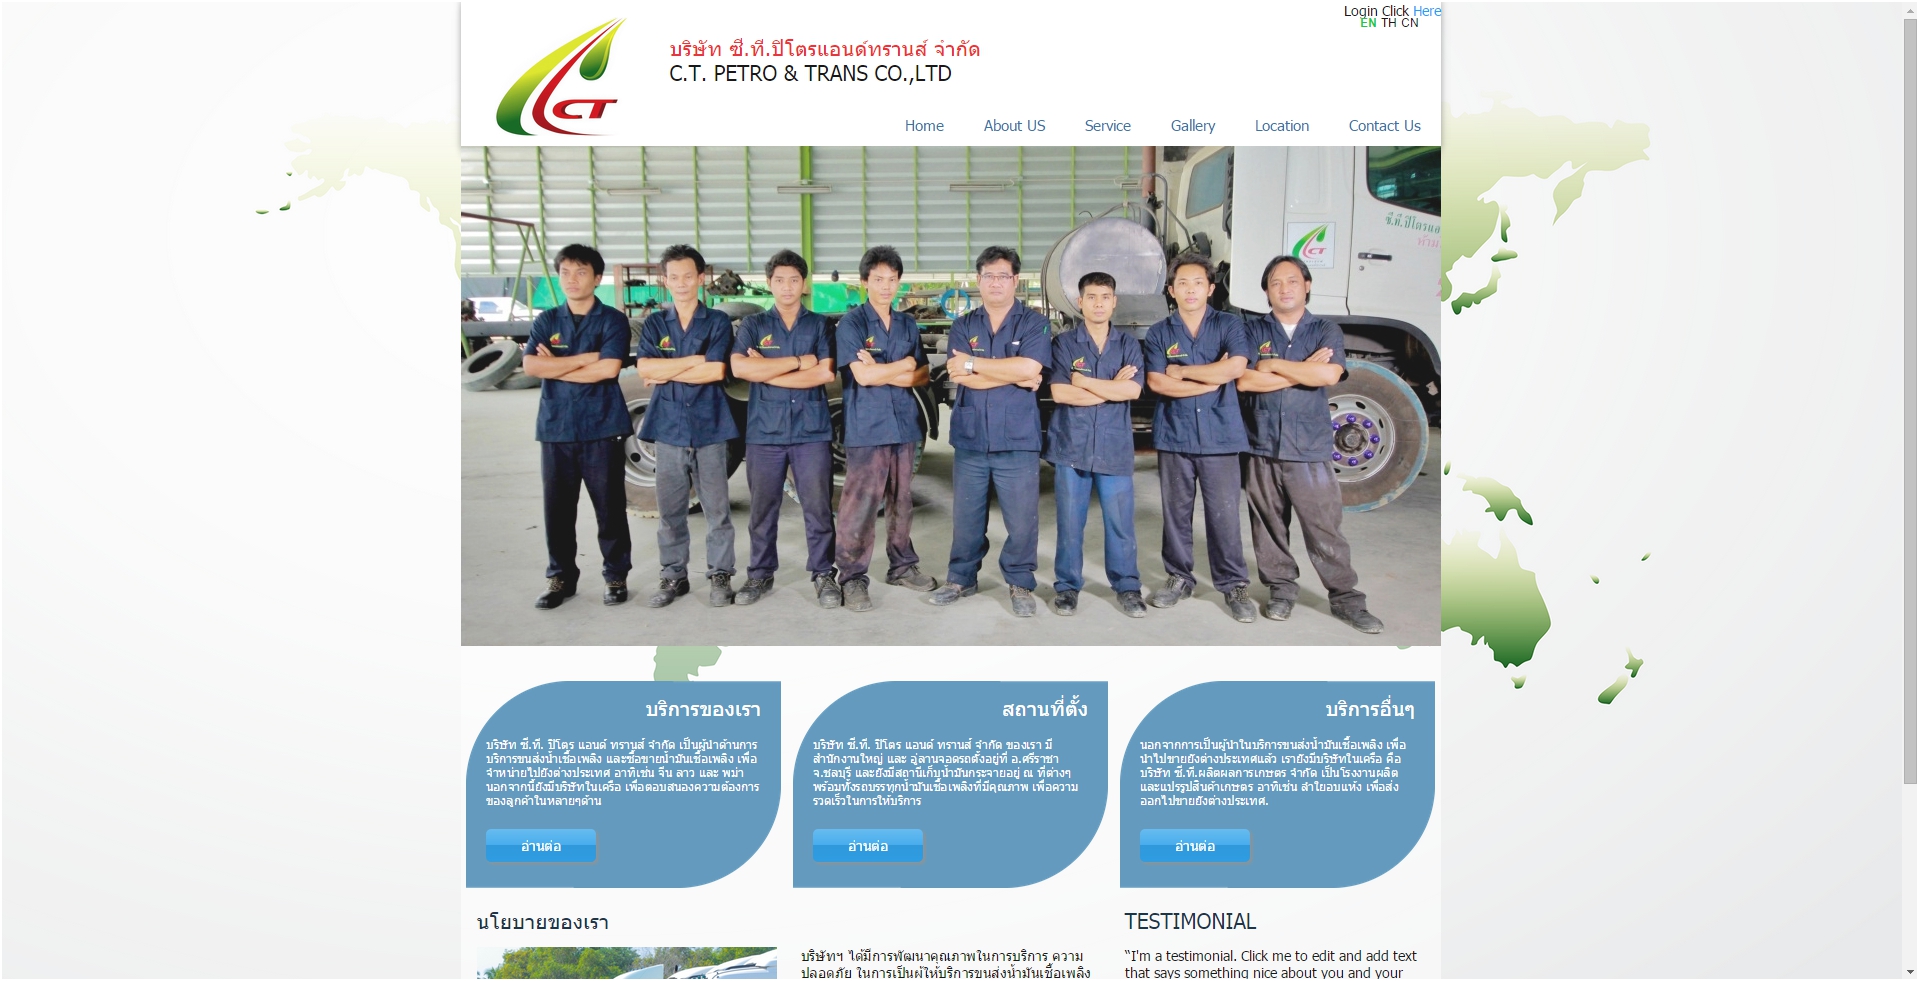 Login Click Here
EN TH CN
CT
บริษัท ซี.ที.ปิโตรแอนด์ทรานส์ จำกัด
C.T. PETRO & TRANS CO.,LTD
Home About US Service Gallery Location Contact Us
CT
บริการของเรา
บริษัท ซี.ที. ปิโตร แอนด์ ทรานส์ จำกัด เป็นผู้นำด้านการ
บริการขนส่งน้ำเชื้อเพลิง และซื้อขายน้ำมันเชื้อเพลิง เพื่อ
จำหน่ายไปยังต่างประเทศ อาทิเช่น จีน ลาว และ พม่า
นอกจากนี้ยังมีบริษัทในเครือ เพื่อตอบสนองความต้องการ
ของลูกค้าในหลายๆด้าน
อ่านต่อ
สถานที่ตั้ง
บริษัท ซี.ที. ปิโตร แอนด์ ทรานส์ จำกัด ของเรา มี
สำนักงานใหญ่ และ อู่ลานจอดรถตั้งอยู่ที่ อ.ศรีราชา
จ.ชลบุรี และยังมีสถานีเก็บน้ำมันกระจายอยู่ ณ ที่ต่างๆ
พร้อมทั้งรถบรรทุกน้ำมันเชื้อเพลิงที่มีคุณภาพ เพื่อความ
รวดเร็วในการให้บริการ
อ่านต่อ
บริการอื่นๆ
นอกจากการเป็นผู้นำในบริการขนส่งน้ำมันเชื้อเพลิง เพื่อ
นำไปขายยังต่างประเทศแล้ว เรายังมีบริษัทในเครือ คือ
บริษัท ซี.ที.ผลิตผลการเกษตร จำกัด เป็นโรงงานผลิต
และแปรรูปสินค้าเกษตร อาทิเช่น ลำไยอบแห้ง เพื่อส่ง
ออกไปขายยังต่างประเทศ.
อ่านต่อ
นโยบายของเรา
บริษัทฯ ได้มีการพัฒนาคุณภาพในการบริการ ความ
ปลอดภัย ในการเป็นผู้ให้บริการขนส่งน้ำมันเชื้อเพลิง
TESTIMONIAL
“I'm a testimonial. Click me to edit and add text
that says something nice about you and your